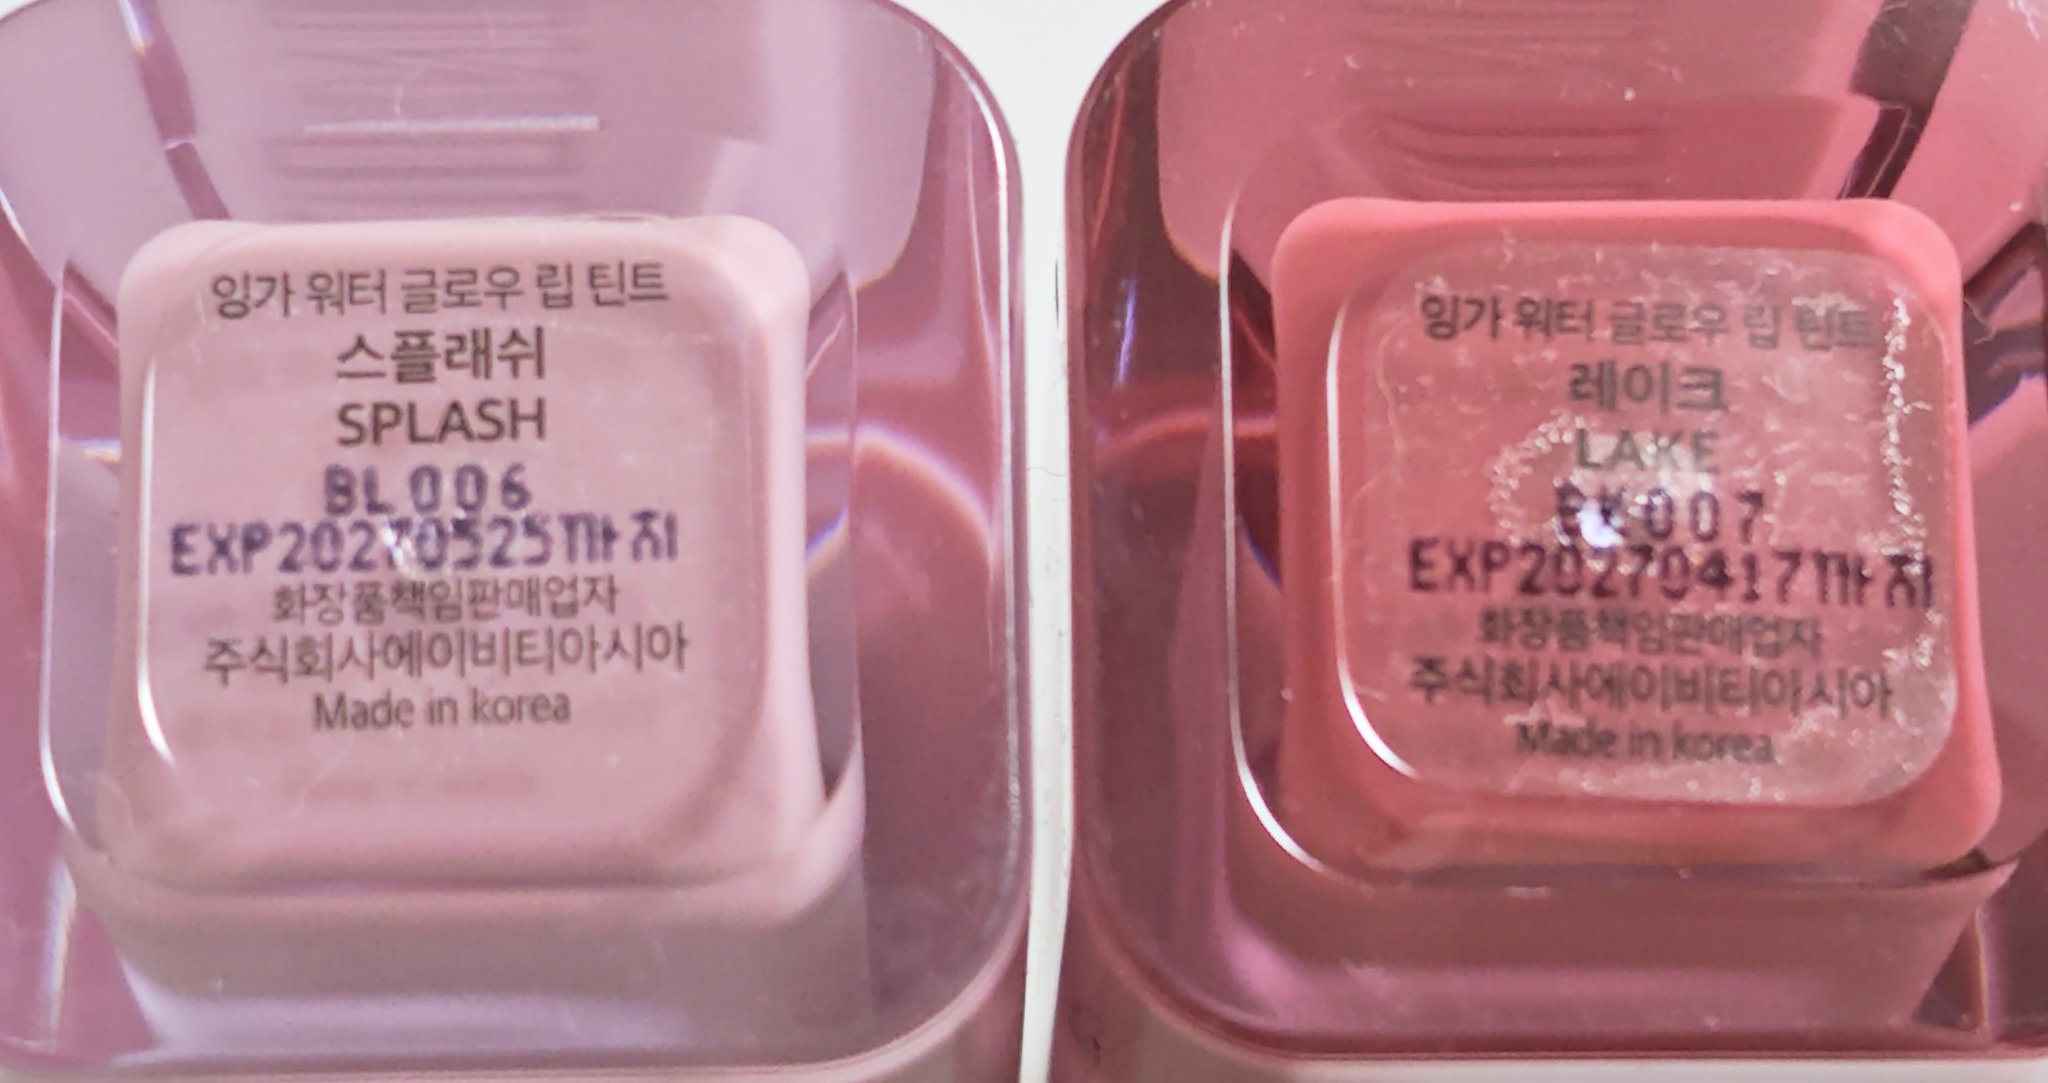 잉가 워터 글로우 립 틴트
스플래쉬
SPLASH
BL006
EXP20270525까지
화장품책임판매업자
주식회사에이비티아시아
Made in korea
잉가 워터 글로우 립 틴트
레이크
LAKE
EXP20270417까지
화장품책임판매업자
주식회사에이비티아시아
Made in korea